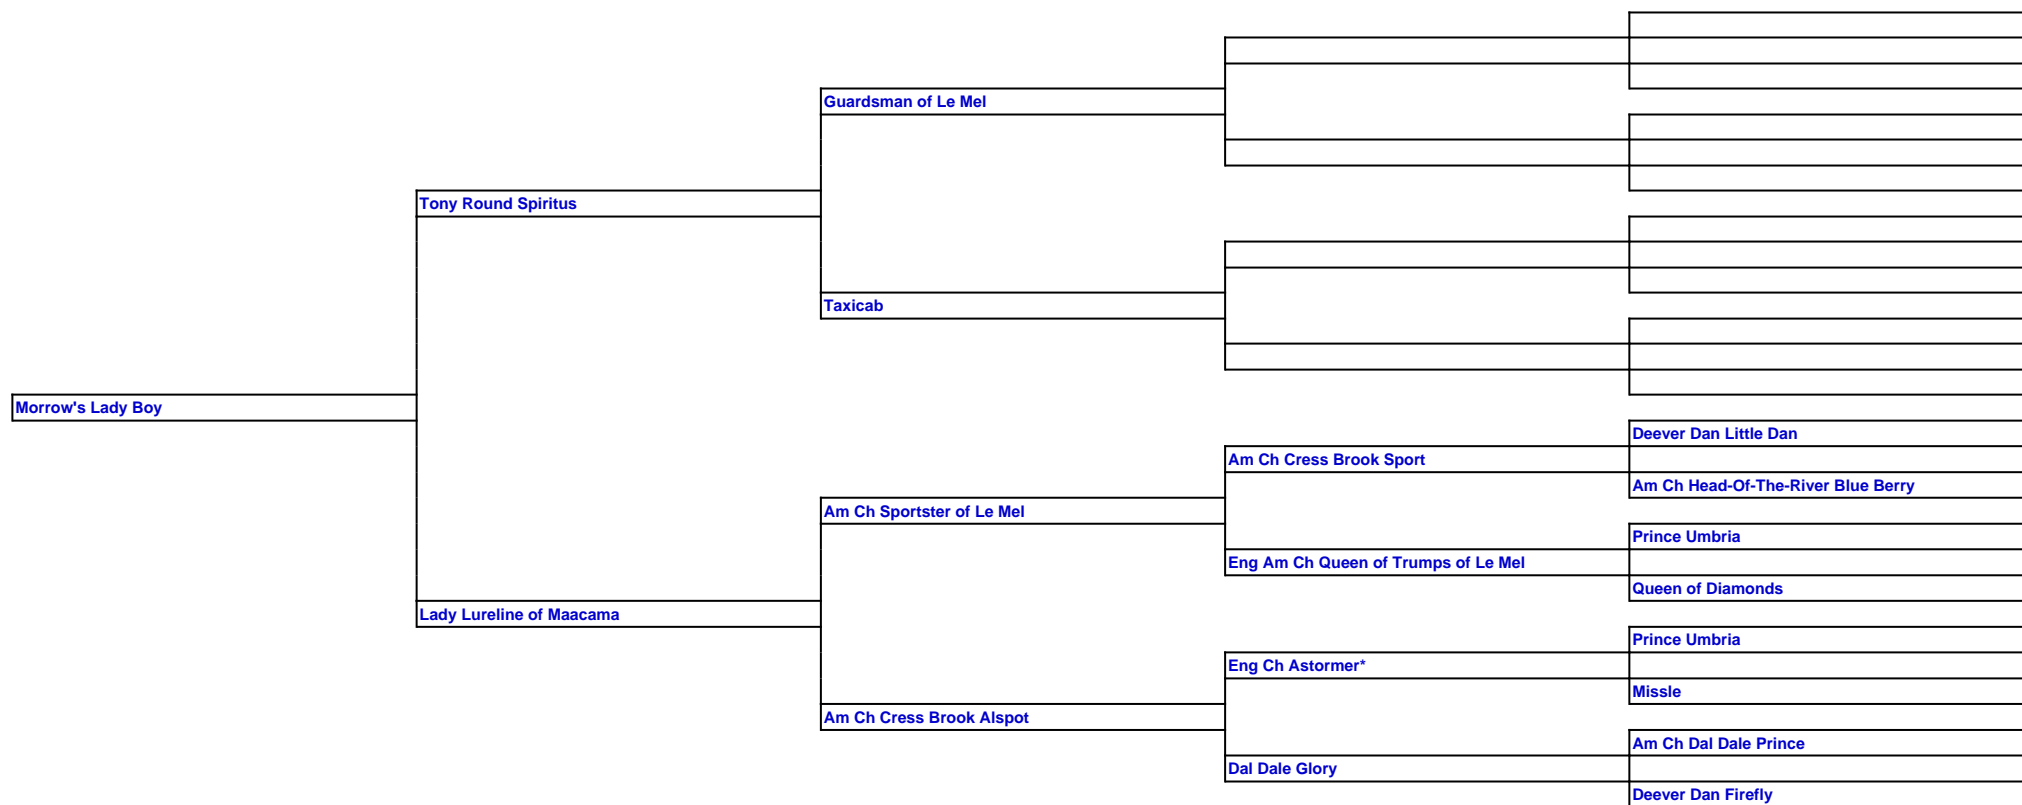 Guardsman of Le Mel
Tony Round Spiritus
Taxicab
Morrow's Lady Boy
Deever Dan Little Dan
Am Ch Cress Brook Sport
Am Ch Head-Of-The-River Blue Berry
Am Ch Sportster of Le Mel
Prince Umbria
Eng Am Ch Queen of Trumps of Le Mel
Queen of Diamonds
Lady Lureline of Maacama
Prince Umbria
Eng Ch Astormer*
Missle
Am Ch Cress Brook Alspot
Am Ch Dal Dale Prince
Dal Dale Glory
Deever Dan Firefly